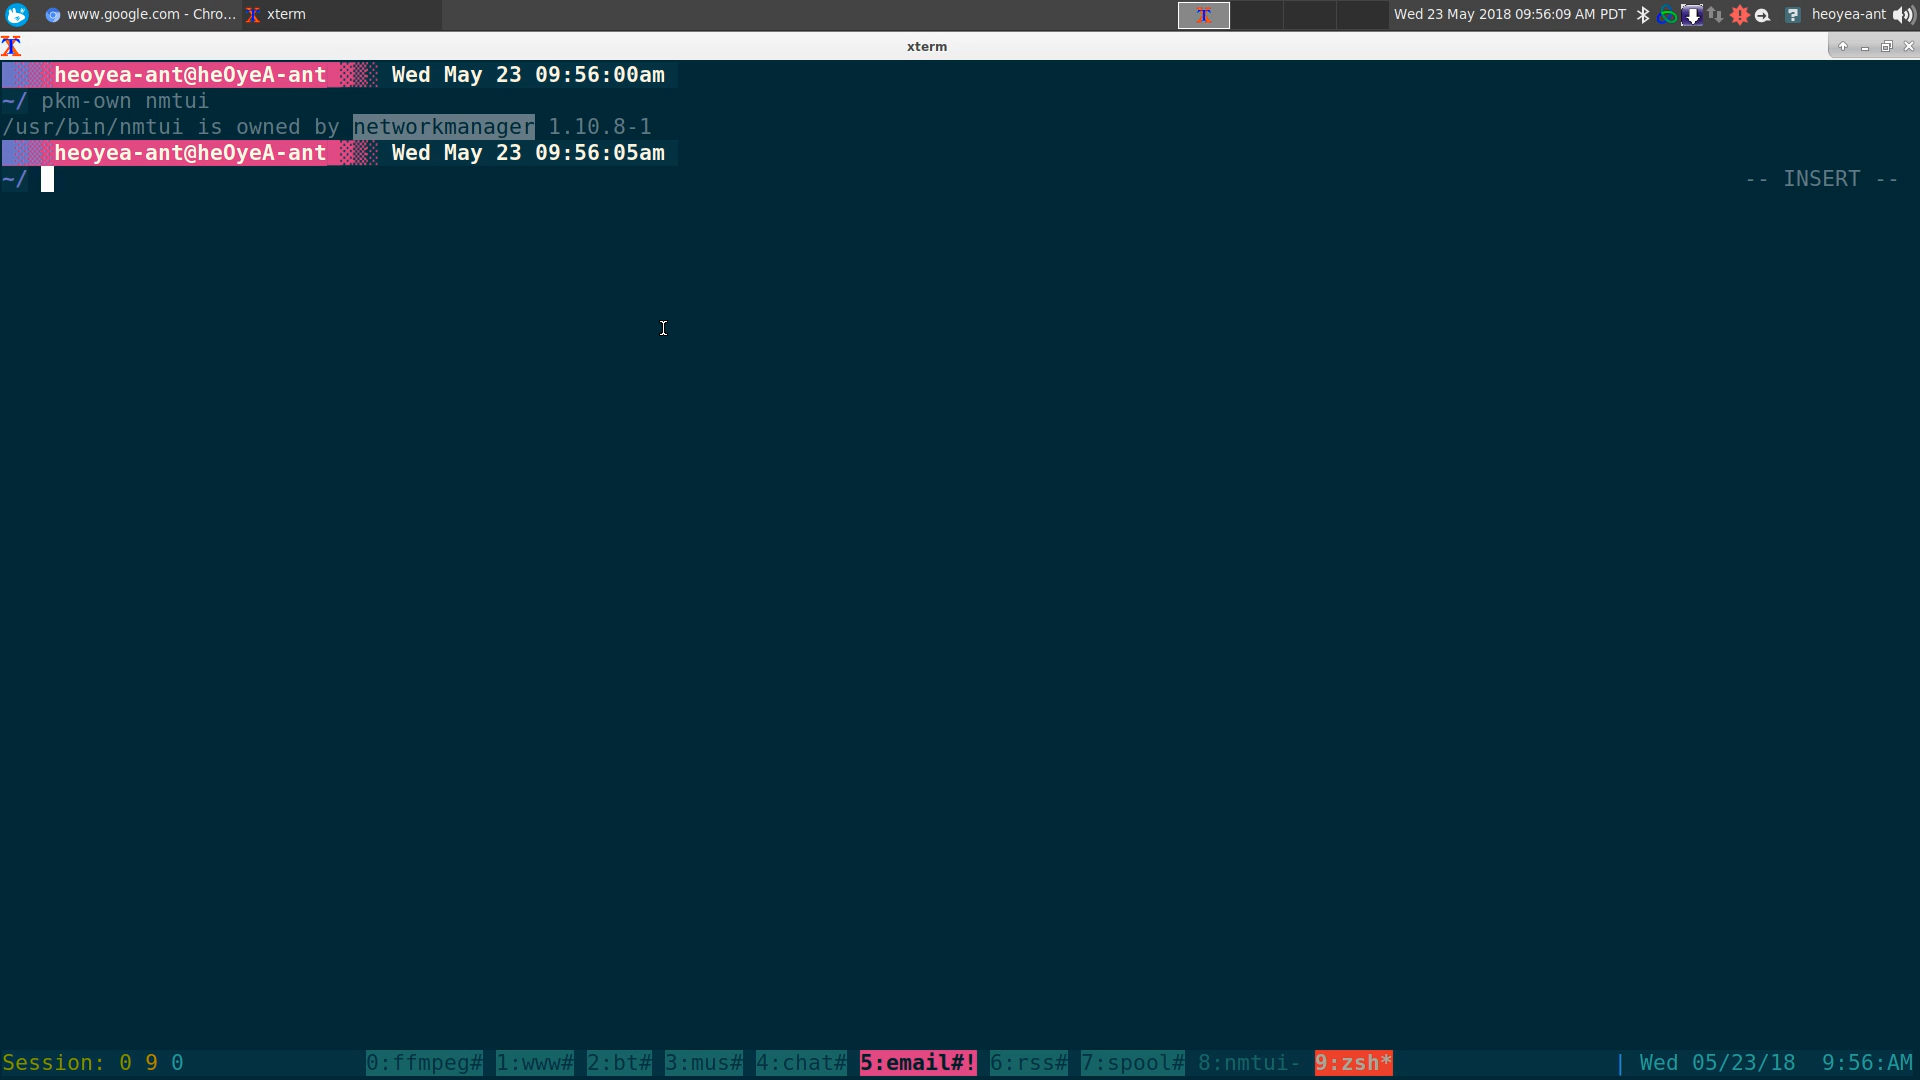 www.google.com - Chro... xterm Wed 23 May 2018 09:56:09 AM PDT heoyea-ant
xterm
heoyea-ant@heOyeA-ant Wed May 23 09:56:00am
~/ pkm-own nmtui
/usr/bin/nmtui is owned by networkmanager 1.10.8-1
heoyea-ant@heOyeA-ant Wed May 23 09:56:05am
~/ -- INSERT --
Session: 0 9 0 0:ffmpeg# 1:www# 2:bt# 3:mus# 4:chat# 5:email#! 6:rss# 7:spool# 8:nmtui- 9:zsh* | Wed 05/23/18 9:56:AM